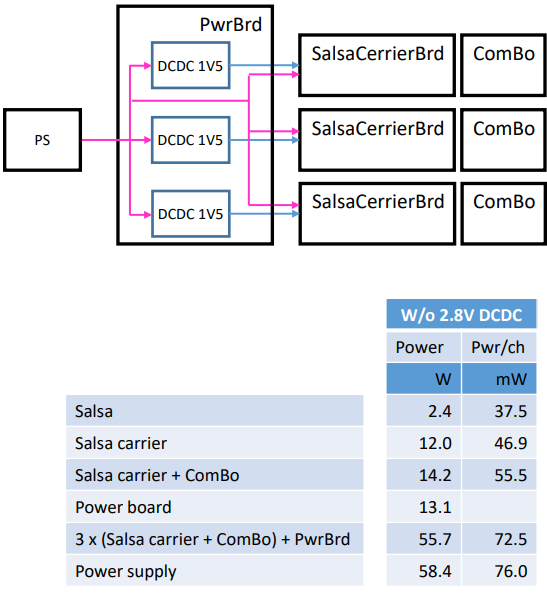 PwrBrd
SalsaCerrierBrd ComBo
DCDC 1V5
PS
DCDC 1V5
SalsaCerrierBrd ComBo
DCDC 1V5
SalsaCerrierBrd ComBo
W/o 2.8V DCDC
Power Pwr/ch
W mW
Salsa 2.4 37.5
Salsa carrier 12.0 46.9
Salsa carrier + ComBo 14.2 55.5
Power board 13.1
3 x (Salsa carrier + ComBo) + PwrBrd 55.7 72.5
Power supply 58.4 76.0